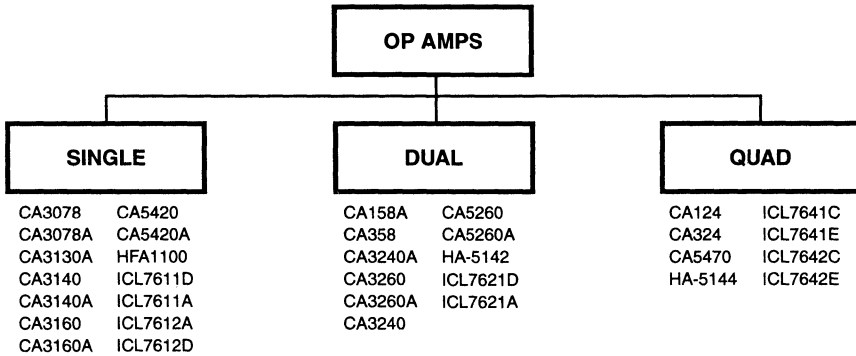 OP AMPS
SINGLE
DUAL
QUAD
CA3078 CA5420
CA3078A CA5420A
CA3130A HFA1100
CA3140 ICL7611D
CA3140A ICL7611A
CA3160 ICL7612A
CA3160A ICL7612D
CA158A CA5260
CA358 CA5260A
CA3240A HA-5142
CA3260 ICL7621D
CA3260A ICL7621A
CA3240
CA124 ICL7641C
CA324 ICL7641E
CA5470 ICL7642C
HA-5144 ICL7642E